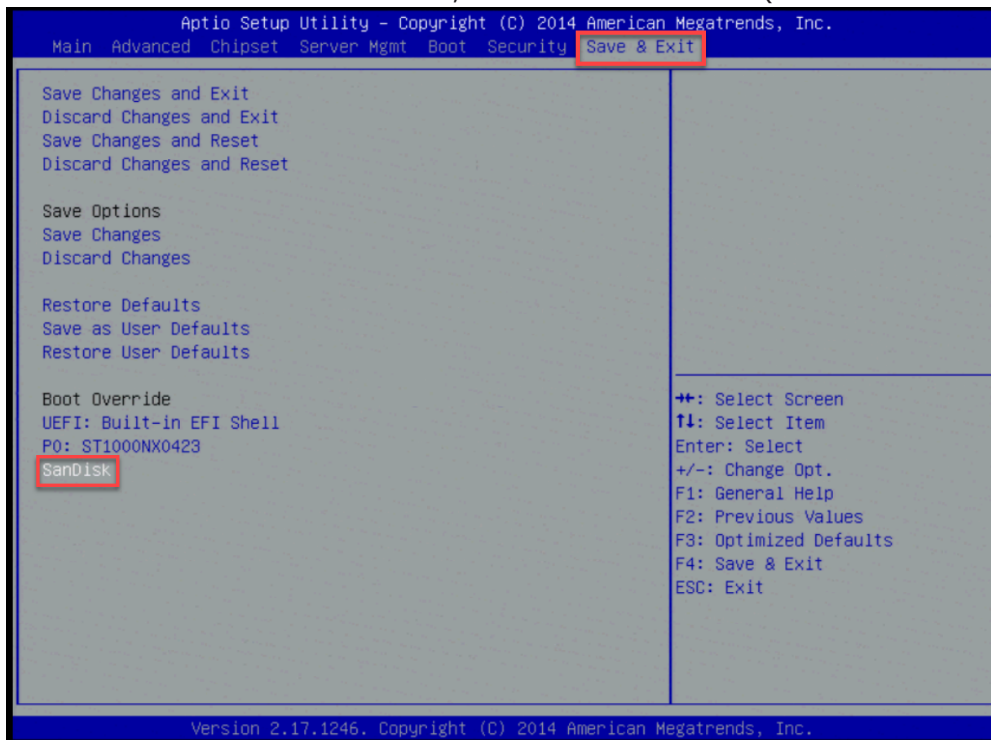 Aptio Setup Utility – Copyright (C) 2014 American Megatrends, Inc.
Main Advanced Chipset Server Mgmt Boot Security Save & Exit
Save Changes and Exit
Discard Changes and Exit
Save Changes and Reset
Discard Changes and Reset
Save Options
Save Changes
Discard Changes
Restore Defaults
Save as User Defaults
Restore User Defaults
Boot Override
UEFI: Built-in EFI Shell
P0: ST1000NX0423
SanDisk
→←: Select Screen
↑↓: Select Item
Enter: Select
+/-: Change Opt.
F1: General Help
F2: Previous Values
F3: Optimized Defaults
F4: Save & Exit
ESC: Exit
Version 2.17.1246. Copyright (C) 2014 American Megatrends, Inc.